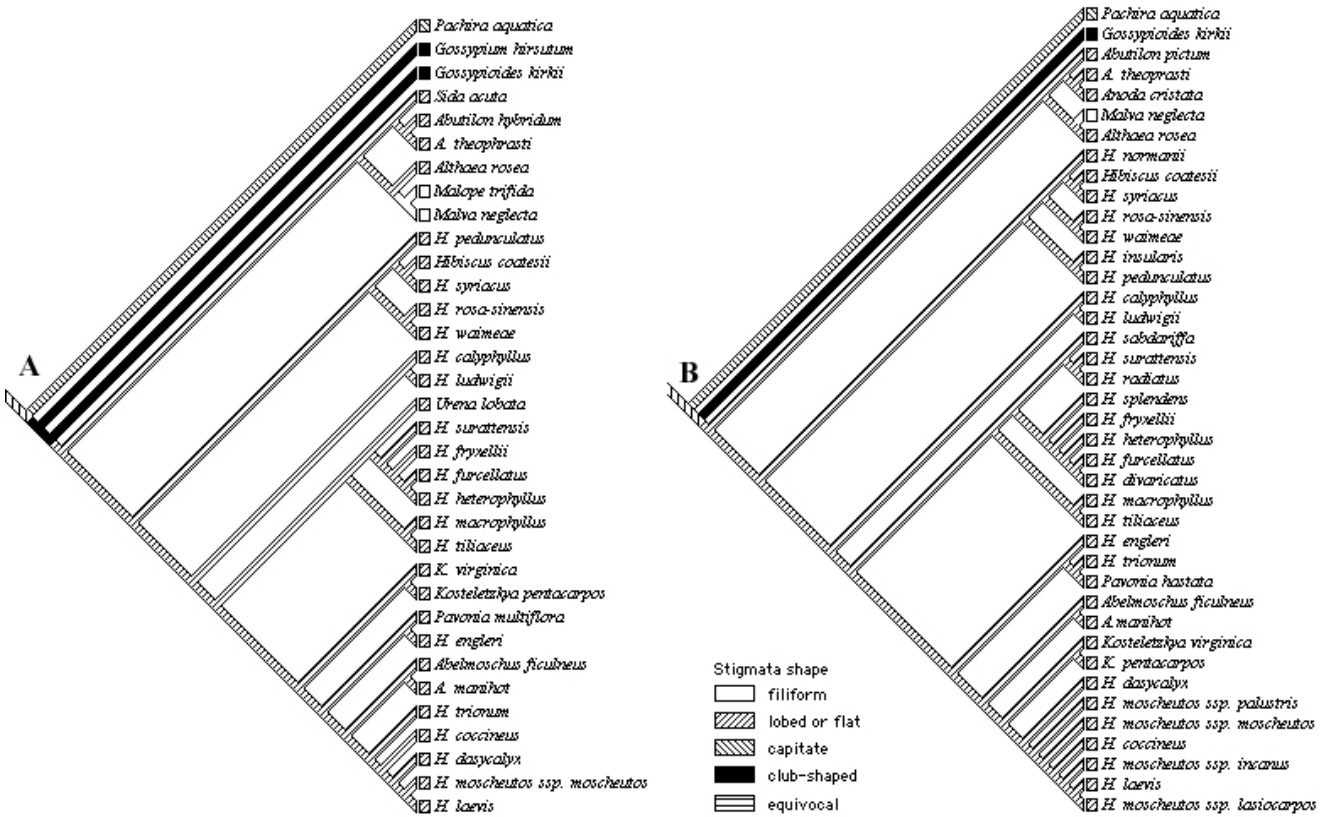 A
Pachira aquatica
Gossypium hirsutum
Gossypioides kirkii
Sida acuta
Abutilon hybridum
A. theophrasti
Althaea rosea
Malope trifida
Malva neglecta
H. pedunculatus
Hibiscus coatesii
H. syriacus
H. rosa-sinensis
H. waimeae
H. calyphyllus
H. ludwigii
Urena lobata
H. surattensis
H. fryxellii
H. furcellatus
H. heterophyllus
H. macrophyllus
H. tiliaceus
K. virginica
Kosteletzkya pentacarpos
Pavonia multiflora
H. engleri
Abelmoschus ficulneus
A. manihot
H. trionum
H. coccineus
H. dasycalyx
H. moscheutos ssp. moscheutos
H. laevis
B
Pachira aquatica
Gossypioides kirkii
Abutilon pictum
A. theoprasti
Anoda cristata
Malva neglecta
Althaea rosea
H. normanii
Hibiscus coatesii
H. syriacus
H. rosa-sinensis
H. waimeae
H. insularis
H. pedunculatus
H. calyphyllus
H. ludwigii
H. sabdariffa
H. surattensis
H. radiatus
H. splendens
H. fryxellii
H. heterophyllus
H. furcellatus
H. divaricatus
H. macrophyllus
H. tiliaceus
H. engleri
H. trionum
Pavonia hastata
Abelmoschus ficulneus
A.manihot
Kosteletzkya virginica
K. pentacarpos
H. dasycalyx
H. moscheutos ssp. palustris
H. moscheutos ssp. moscheutos
H. coccineus
H. moscheutos ssp. incanus
H. laevis
H. moscheutos ssp. lasiocarpos
Stigmata shape
filiform
lobed or flat
capitate
club-shaped
equivocal